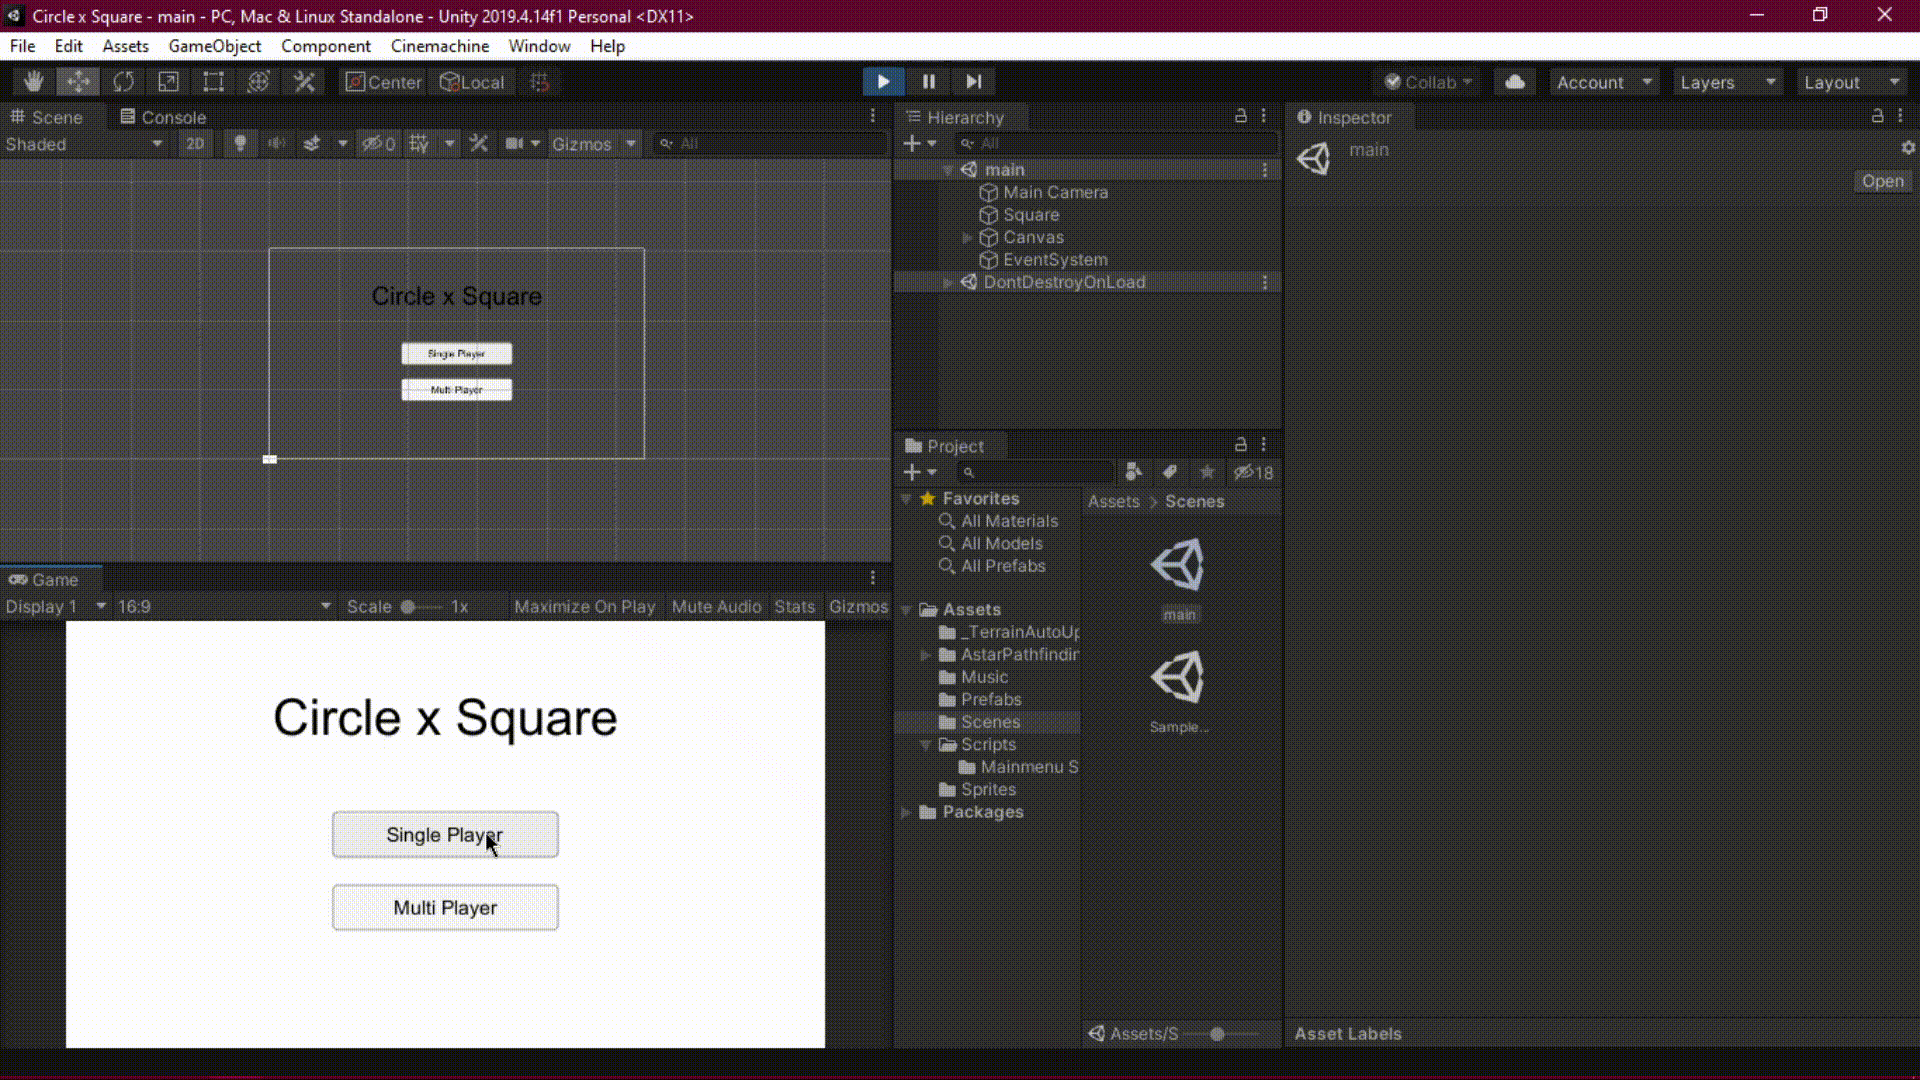 Circle x Square - main - PC, Mac & Linux Standalone - Unity 2019.4.14f1 Personal <DX11>
File Edit Assets GameObject Component Cinemachine Window Help
Center Local Collab Account Layers Layout
Scene Console
Shaded 2D 0 Gizmos All
Circle x Square
Single Player
Multi Player
Game
Display 1 16:9 Scale 1x Maximize On Play Mute Audio Stats Gizmos
Circle x Square
Single Player
Multi Player
Hierarchy
All
main
Main Camera
Square
Canvas
EventSystem
DontDestroyOnLoad
Project
18
Favorites
All Materials
All Models
All Prefabs
Assets
_TerrainAutoUp
AstarPathfindin
Music
Prefabs
Scenes
Scripts
Mainmenu S
Sprites
Packages
Assets > Scenes
main
Sample...
Assets/S
Inspector
main
Open
Asset Labels